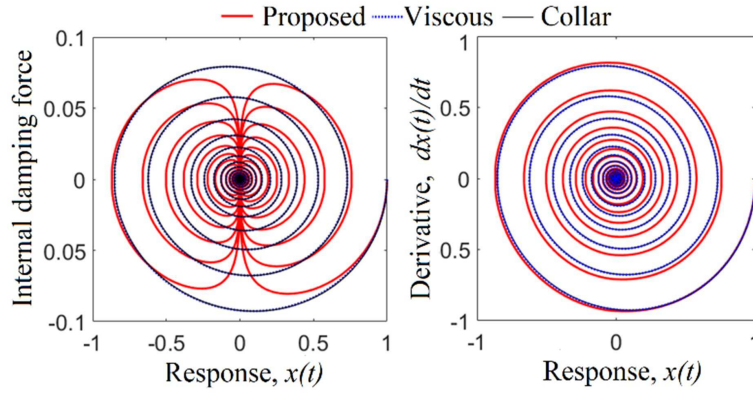 Proposed Viscous Collar
0.1
0.05
0
0.05
-0.1
-1 -0.5 0 0.5 1
Internal damping force
Response, x(t)
1
0.5
0
0.5
-1
-1 0 1
Derivative, dx(t)/dt
Response, x(t)